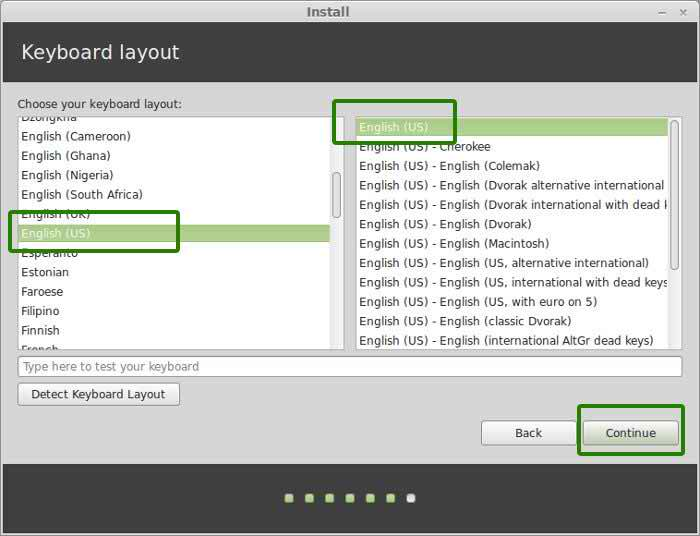 Install
Keyboard layout
Choose your keyboard layout:
Dzongkha
English (Cameroon)
English (Ghana)
English (Nigeria)
English (South Africa)
English (UK)
English (US)
Esperanto
Estonian
Faroese
Filipino
Finnish
French
English (US)
English (US) - Cherokee
English (US) - English (Colemak)
English (US) - English (Dvorak alternative international
English (US) - English (Dvorak international with dead k
English (US) - English (Dvorak)
English (US) - English (Macintosh)
English (US) - English (US, alternative international)
English (US) - English (US, international with dead keys
English (US) - English (US, with euro on 5)
English (US) - English (classic Dvorak)
English (US) - English (international AltGr dead keys)
Type here to test your keyboard
Detect Keyboard Layout
Back
Continue